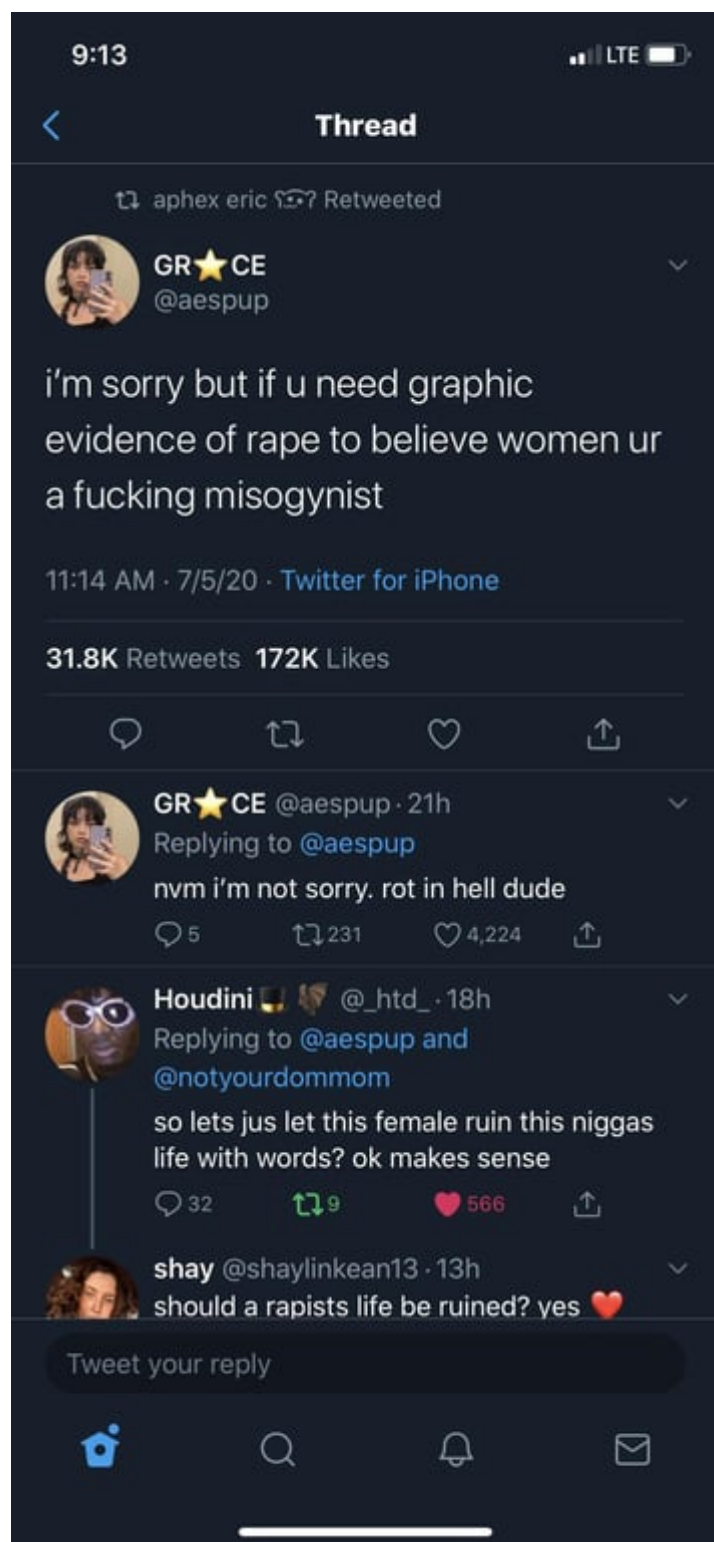 9:13
LTE
Thread
aphex eric Retweeted
GR⭐CE
@aespup
i'm sorry but if u need graphic
evidence of rape to believe women ur
a fucking misogynist
11:14 AM · 7/5/20 · Twitter for iPhone
31.8K Retweets 172K Likes
GR⭐CE @aespup · 21h
Replying to @aespup
nvm i'm not sorry. rot in hell dude
5 231 4,224
Houdini @_htd_ · 18h
Replying to @aespup and
@notyourdommom
so lets jus let this female ruin this niggas
life with words? ok makes sense
32 9 566
shay @shaylinkean13 · 13h
should a rapists life be ruined? yes ❤️
Tweet your reply